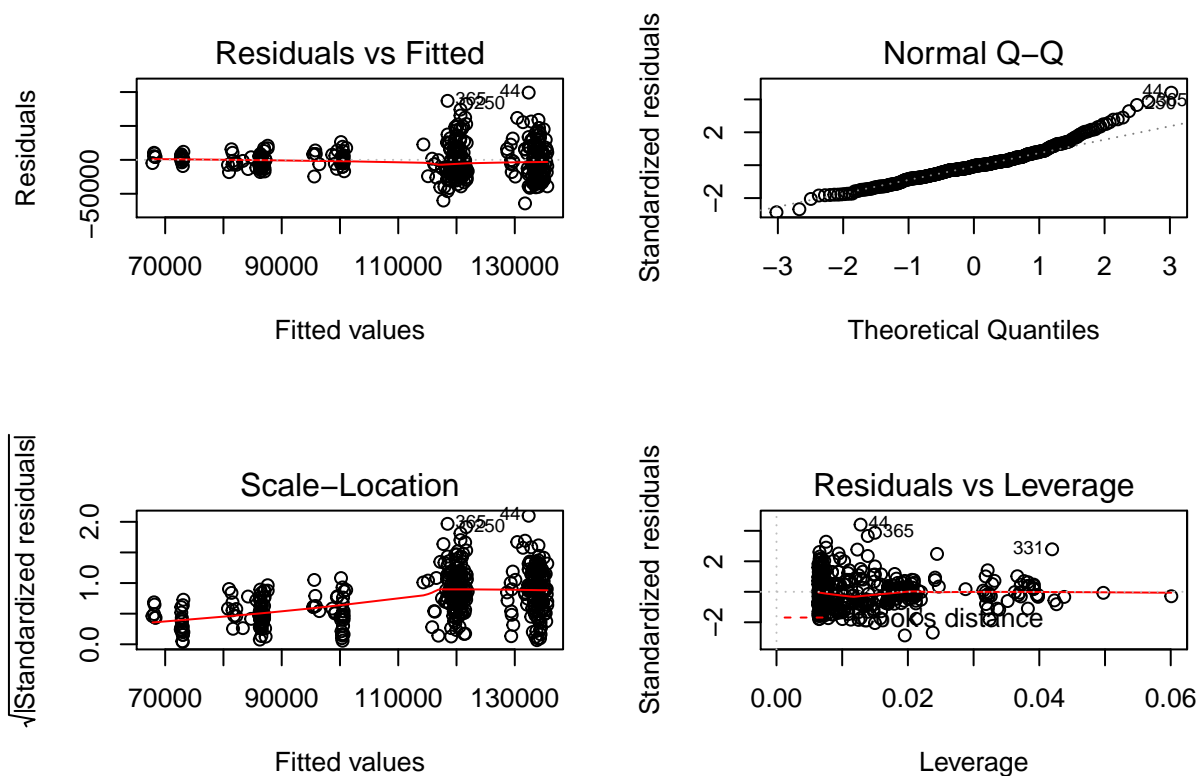 Residuals vs Fitted
Residuals
−50000
365
250
44
70000 90000 110000 130000
Fitted values
Normal Q−Q
Standardized residuals
−2 2
44
365
250
−3 −2 −1 0 1 2 3
Theoretical Quantiles
Scale−Location
√|Standardized residuals|
0.0 1.0 2.0
365
250
44
70000 90000 110000 130000
Fitted values
Residuals vs Leverage
Standardized residuals
−2 2
44
365
331
distance
0.00 0.02 0.04 0.06
Leverage